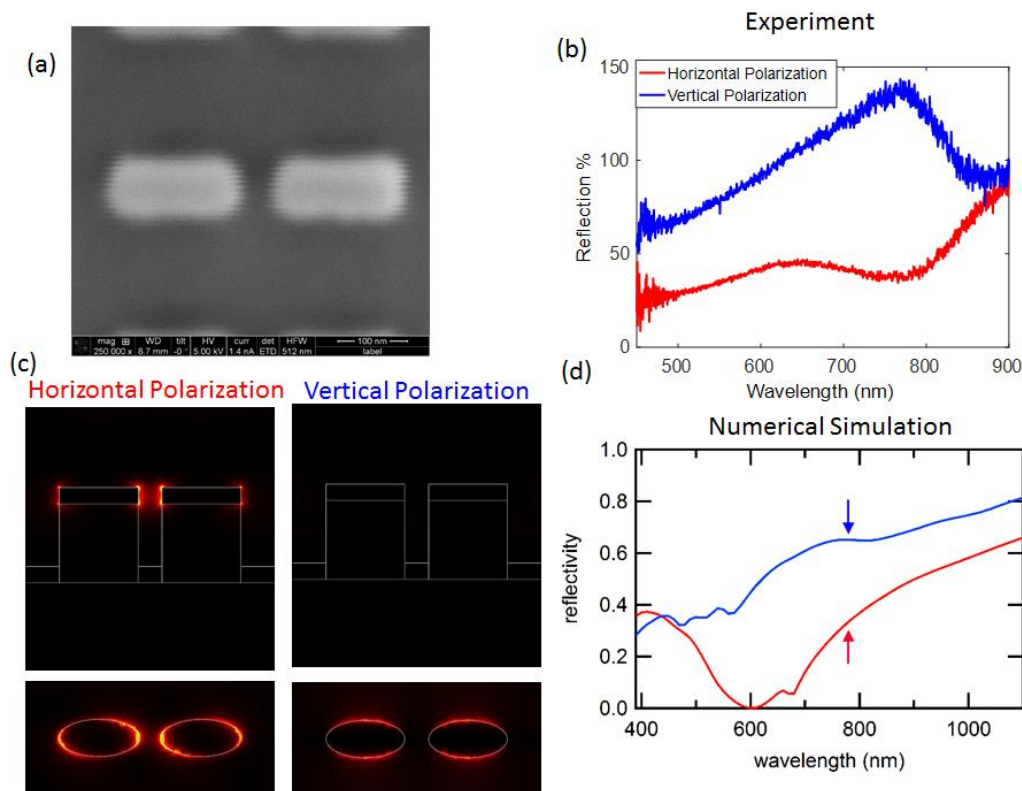 (a)
mag
WD
tilt
HV
curr
det
HFW
100 nm
250 000 x
8.7 mm
-0 °
5.00 kV
1.4 nA
ETD
512 nm
label
Experiment
(b)
Horizontal Polarization
Vertical Polarization
150
100
50
0
Reflection %
500
600
700
800
900
Wavelength (nm)
(c)
Horizontal Polarization
Vertical Polarization
(d)
Numerical Simulation
1.0
0.8
0.6
0.4
0.2
0.0
reflectivity
400
600
800
1000
wavelength (nm)